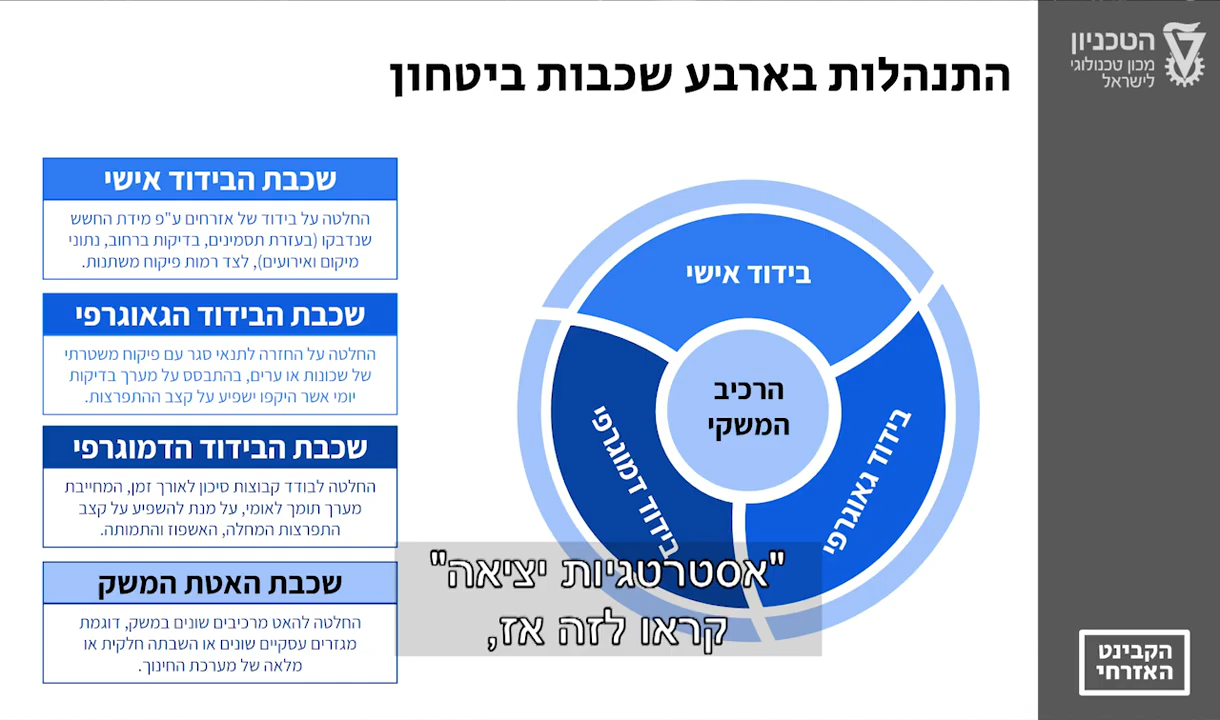 הטכניון
מכון טכנולוגי
לישראל
התנהלות בארבע שכבות ביטחון
שכבת הבידוד אישי
החלטה על בידוד של אזרחים ע"פ מידת החשש
שנדבקו (בעזרת תסמינים, בדיקות ברחוב, נתוני
מיקום ואירועים), לצד רמות פיקוח משתנות.
שכבת הבידוד הגאוגרפי
החלטה על החזרה לתנאי סגר עם פיקוח משטרתי
של שכונות או ערים, בהתבסס על מערך בדיקות
יומי אשר היקפו ישפיע על קצב ההתפרצות.
שכבת הבידוד הדמוגרפי
החלטה לבודד קבוצות סיכון לאורך זמן, המחייבת
מערך תומך לאומי, על מנת להשפיע על קצב
התפרצות המחלה, האשפוז והתמותה.
שכבת האטת המשק
החלטה להאט מרכיבים שונים במשק, דוגמת
מגזרים עסקיים שונים או השבתה חלקית או
מלאה של מערכת החינוך.
בידוד אישי
בידוד גאוגרפי
בידוד דמוגרפי
הרכיב
המשקי
"אסטרטגיות יציאה"
קראו לזה אז,
הקבינט
האזרחי